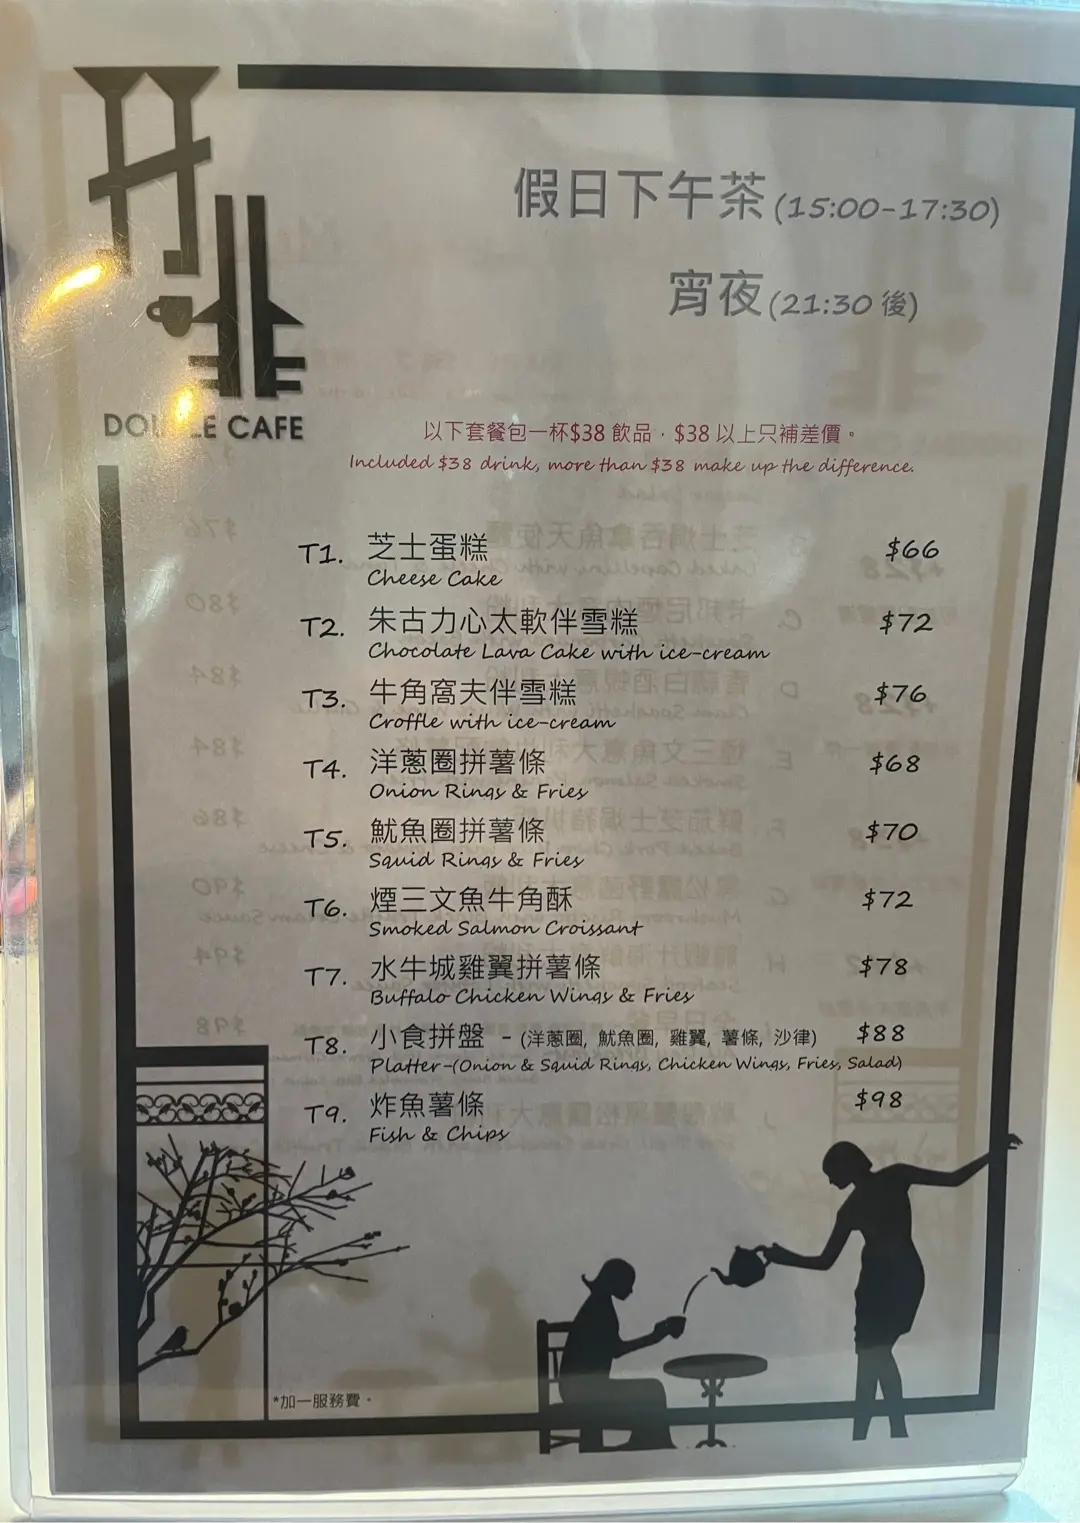 DOUBLE CAFE
假日下午茶(15:00-17:30)
宵夜(21:30 後)
以下套餐包一杯$38 飲品，$38 以上只補差價。
Included $38 drink, more than $38 make up the difference.
T1. 芝士蛋糕 $66
Cheese Cake
T2. 朱古力心太軟伴雪糕 $72
Chocolate Lava Cake with ice-cream
T3. 牛角窩夫伴雪糕 $76
Croffle with ice-cream
T4. 洋蔥圈拼薯條 $68
Onion Rings & Fries
T5. 魷魚圈拼薯條 $70
Squid Rings & Fries
T6. 煙三文魚牛角酥 $72
Smoked Salmon Croissant
T7. 水牛城雞翼拼薯條 $78
Buffalo Chicken Wings & Fries
T8. 小食拼盤 - (洋蔥圈, 魷魚圈, 雞翼, 薯條, 沙律) $88
Platter-(Onion & Squid Rings, Chicken Wings, Fries, Salad)
T9. 炸魚薯條 $98
Fish & Chips
*加一服務費。